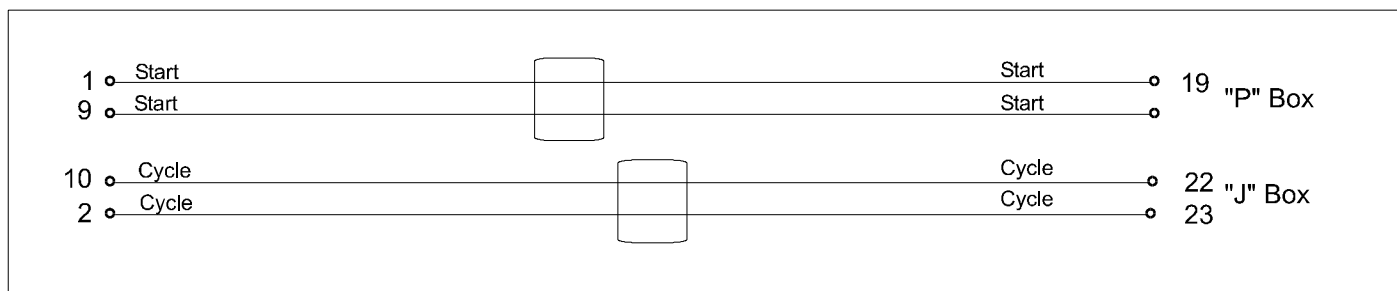 1 Start Start 19
9 Start Start "P" Box
10 Cycle Cycle 22
2 Cycle Cycle 23 "J" Box